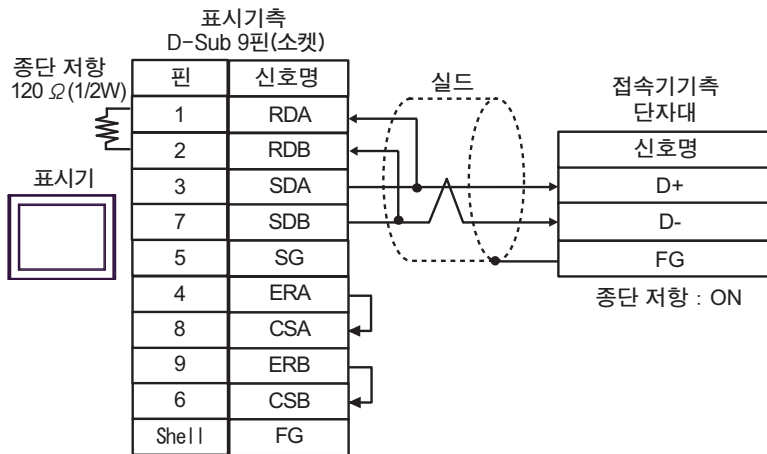 표시기측
D-Sub 9핀(소켓)
종단 저항
120 Ω(1/2W)
핀 신호명
1 RDA
2 RDB
3 SDA
7 SDB
5 SG
4 ERA
8 CSA
9 ERB
6 CSB
Shell FG
표시기
실드
접속기기측
단자대
신호명
D+
D-
FG
종단 저항 : ON